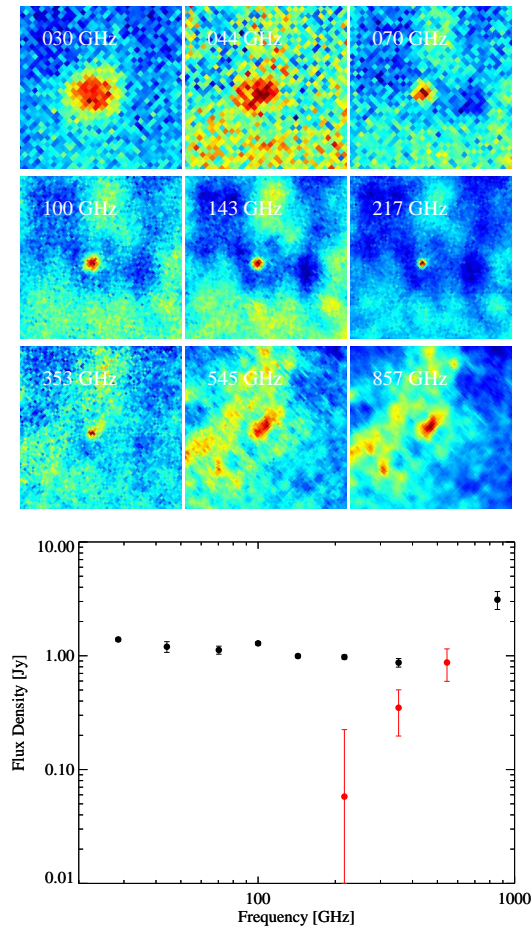 030 GHz 044 GHz 070 GHz
100 GHz 143 GHz 217 GHz
353 GHz 545 GHz 857 GHz
10.00
1.00
0.10
0.01
Flux Density [Jy]
100 1000
Frequency [GHz]